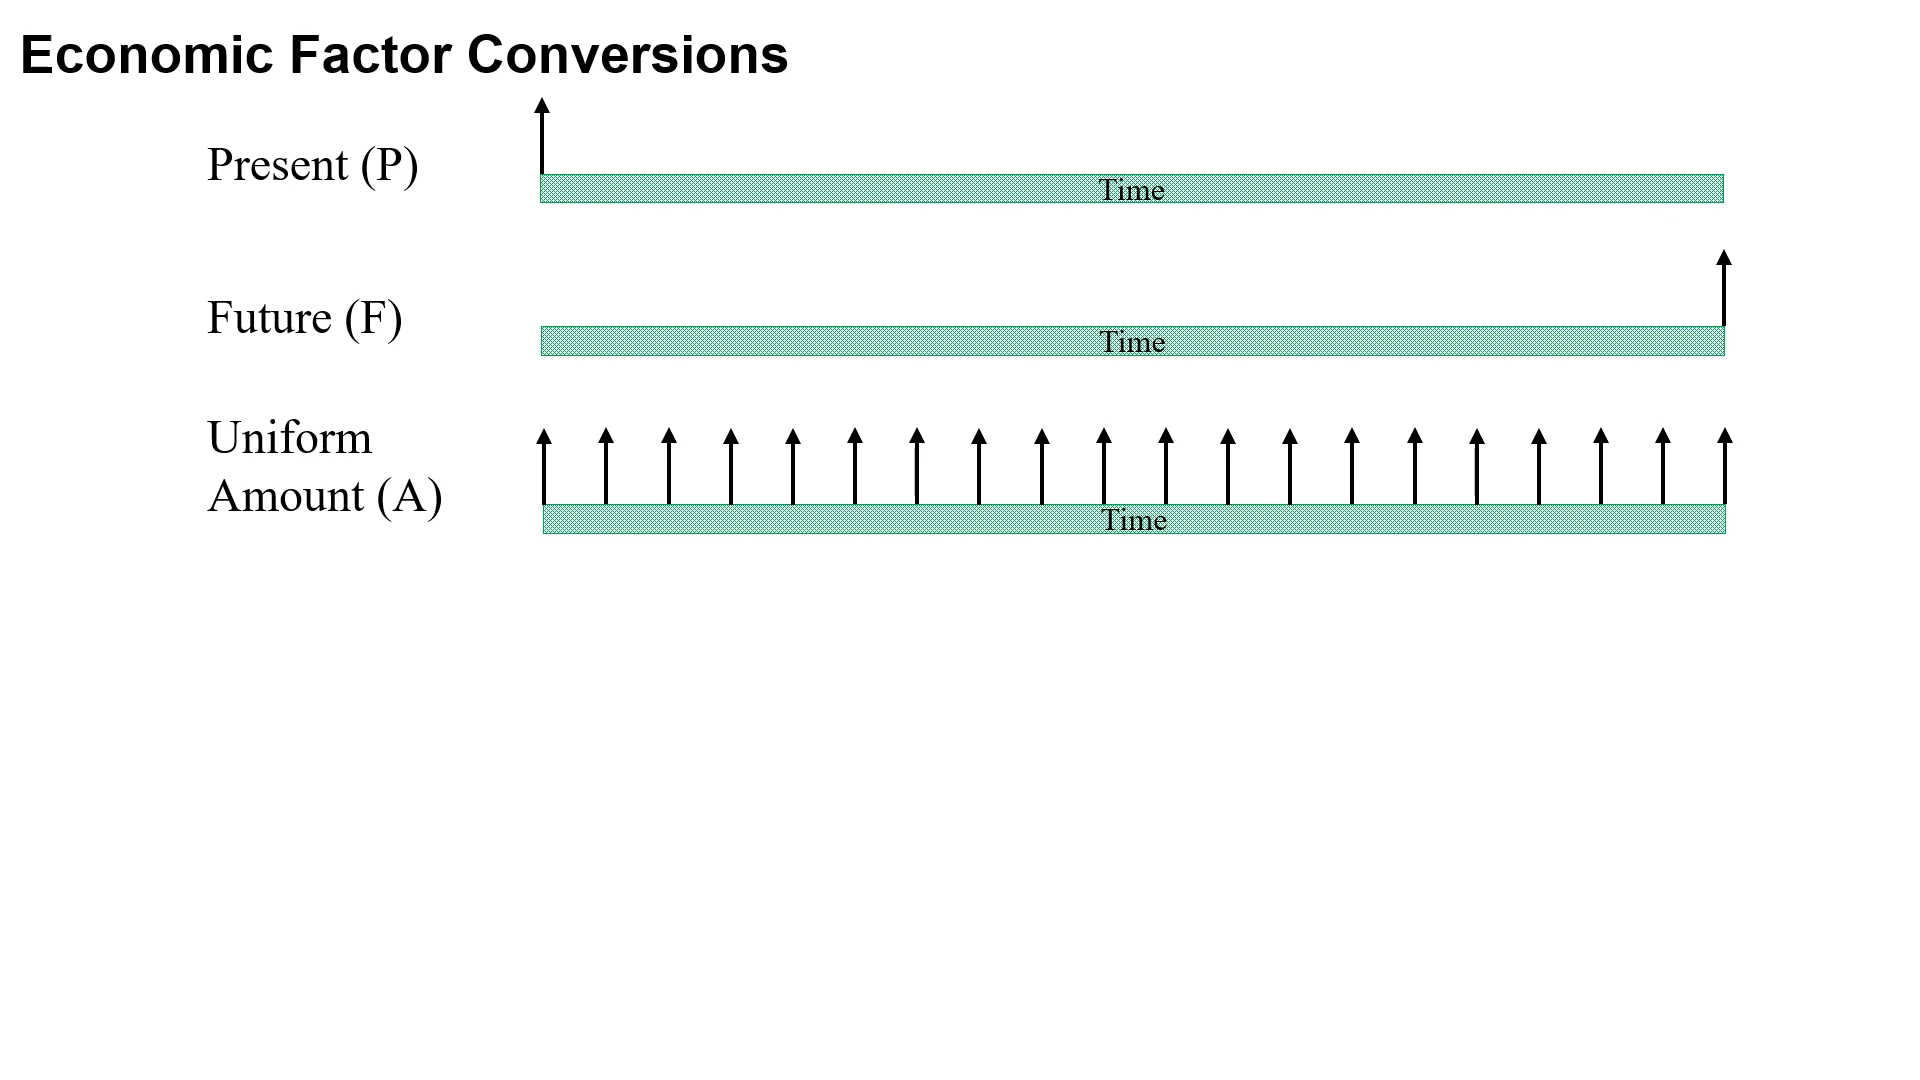 Economic Factor Conversions
Present (P)
Time
Future (F)
Time
Uniform
Amount (A)
Time